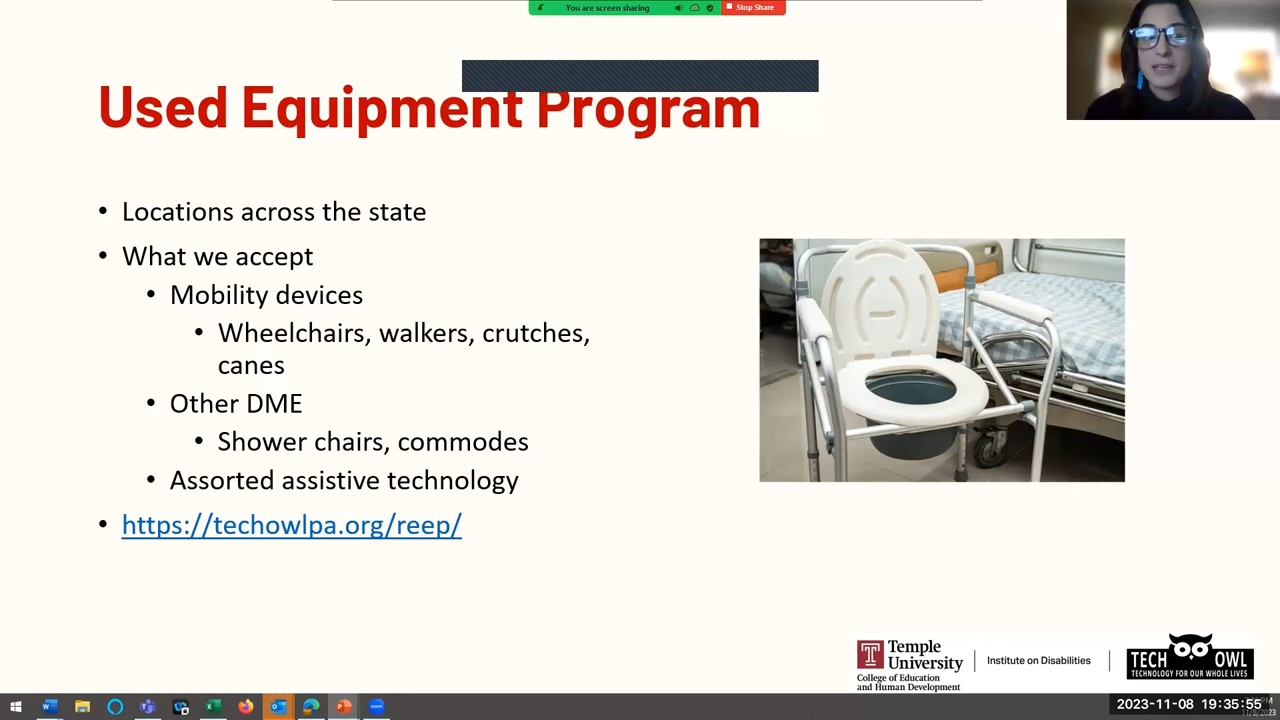 You are screen sharing
Stop Share
Used Equipment Program
• Locations across the state
• What we accept
• Mobility devices
• Wheelchairs, walkers, crutches,
canes
• Other DME
• Shower chairs, commodes
• Assorted assistive technology
• https://techowlpa.org/reep/
Temple
University
College of Education
and Human Development
Institute on Disabilities
TECH OWL
TECHNOLOGY FOR OUR WHOLE LIVES
2023-11-08 19:35:55